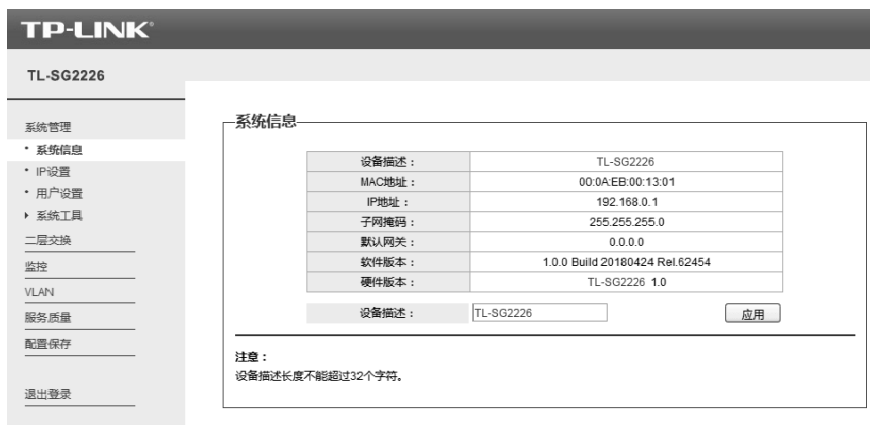 TP-LINK®
TL-SG2226
系统管理
系统信息
IP设置
用户设置
系统工具
二层交换
监控
VLAN
服务质量
配置保存
退出登录
系统信息
设备描述： TL-SG2226
MAC地址： 00:0A:EB:00:13:01
IP地址： 192.168.0.1
子网掩码： 255.255.255.0
默认网关： 0.0.0.0
软件版本： 1.0.0 Build 20180424 Rel.62454
硬件版本： TL-SG2226 1.0
设备描述： TL-SG2226 应用
注意：
设备描述长度不能超过32个字符。